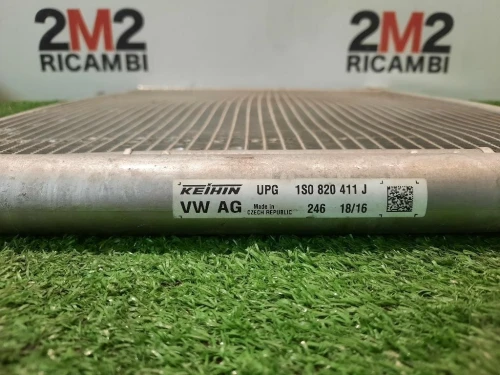 2M2
RICAMBI
2M2
RICAMBI
KEIHIN UPG 1S0 820 411 J
VW AG Made in
CZECH REPUBLIC 246 18/16